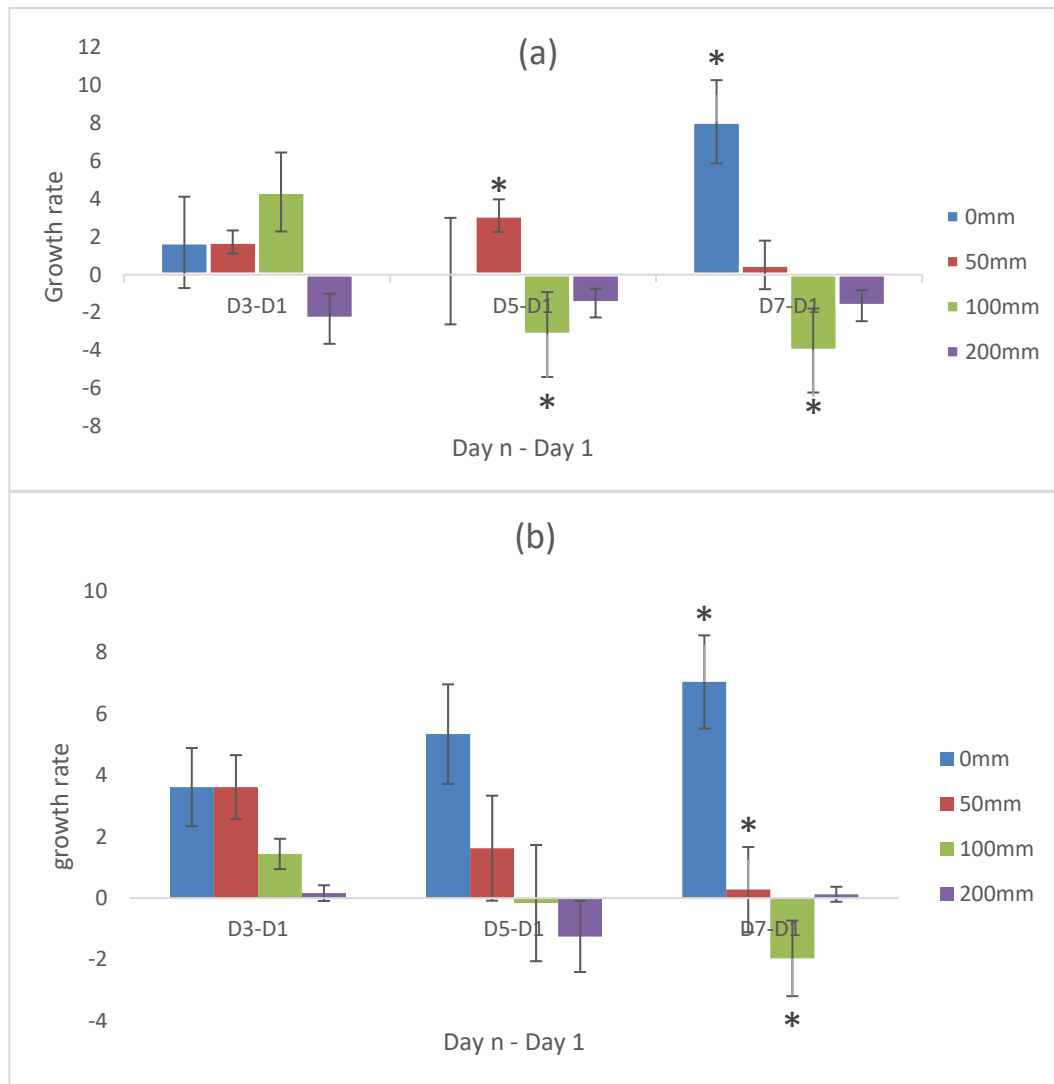 (a)
12
10
8
6
4
2
0
-2
-4
-6
-8
Growth rate
*
*
*
*
D3-D1
D5-D1
D7-D1
Day n - Day 1
0mm
50mm
100mm
200mm
(b)
10
8
6
4
2
0
-2
-4
growth rate
*
*
*
D3-D1
D5-D1
D7-D1
Day n - Day 1
0mm
50mm
100mm
200mm